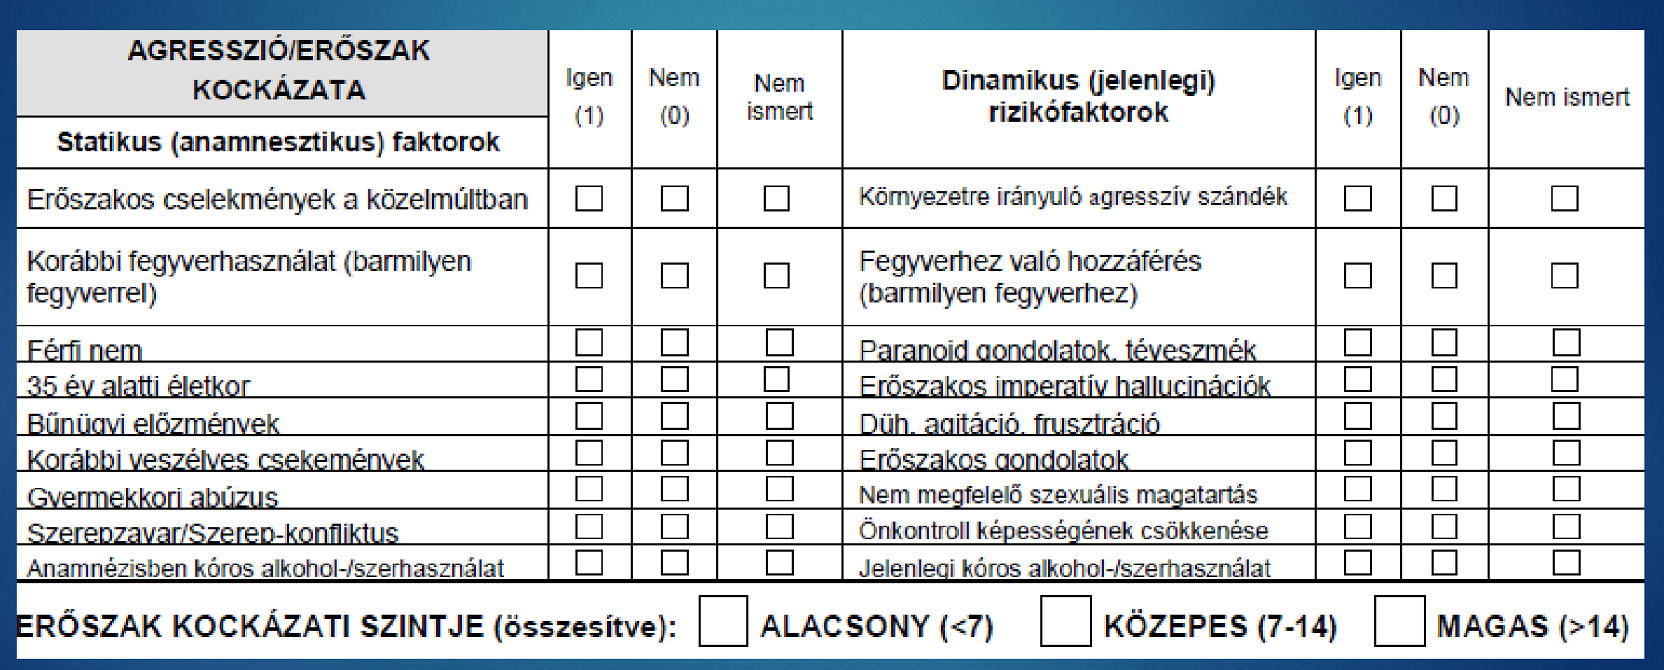 AGRESSZIÓ/ERŐSZAK
KOCKÁZATA
Statikus (anamnesztikus) faktorok
Igen
(1)
Nem
(0)
Nem
ismert
Dinamikus (jelenlegi)
rizikófaktorok
Igen
(1)
Nem
(0)
Nem ismert
Erőszakos cselekmények a közelmúltban
Környezetre irányuló agresszív szándék
Korábbi fegyverhasználat (barmilyen
fegyverrel)
Fegyverhez való hozzáférés
(barmilyen fegyverhez)
Férfi nem
Paranoid gondolatok, téveszmék
35 év alatti életkor
Erőszakos imperatív hallucinációk
Bűnügyi előzmények
Düh, agitáció, frusztráció
Korábbi veszélyes csekemények
Erőszakos gondolatok
Gyermekkori abúzus
Nem megfelelő szexuális magatartás
Szerepzavar/Szerep-konfliktus
Önkontroll képességének csökkenése
Anamnézisben kóros alkohol-/szerhasználat
Jelenlegi kóros alkohol-/szerhasználat
ERŐSZAK KOCKÁZATI SZINTJE (összesítve): ALACSONY (<7) KÖZEPES (7-14) MAGAS (>14)